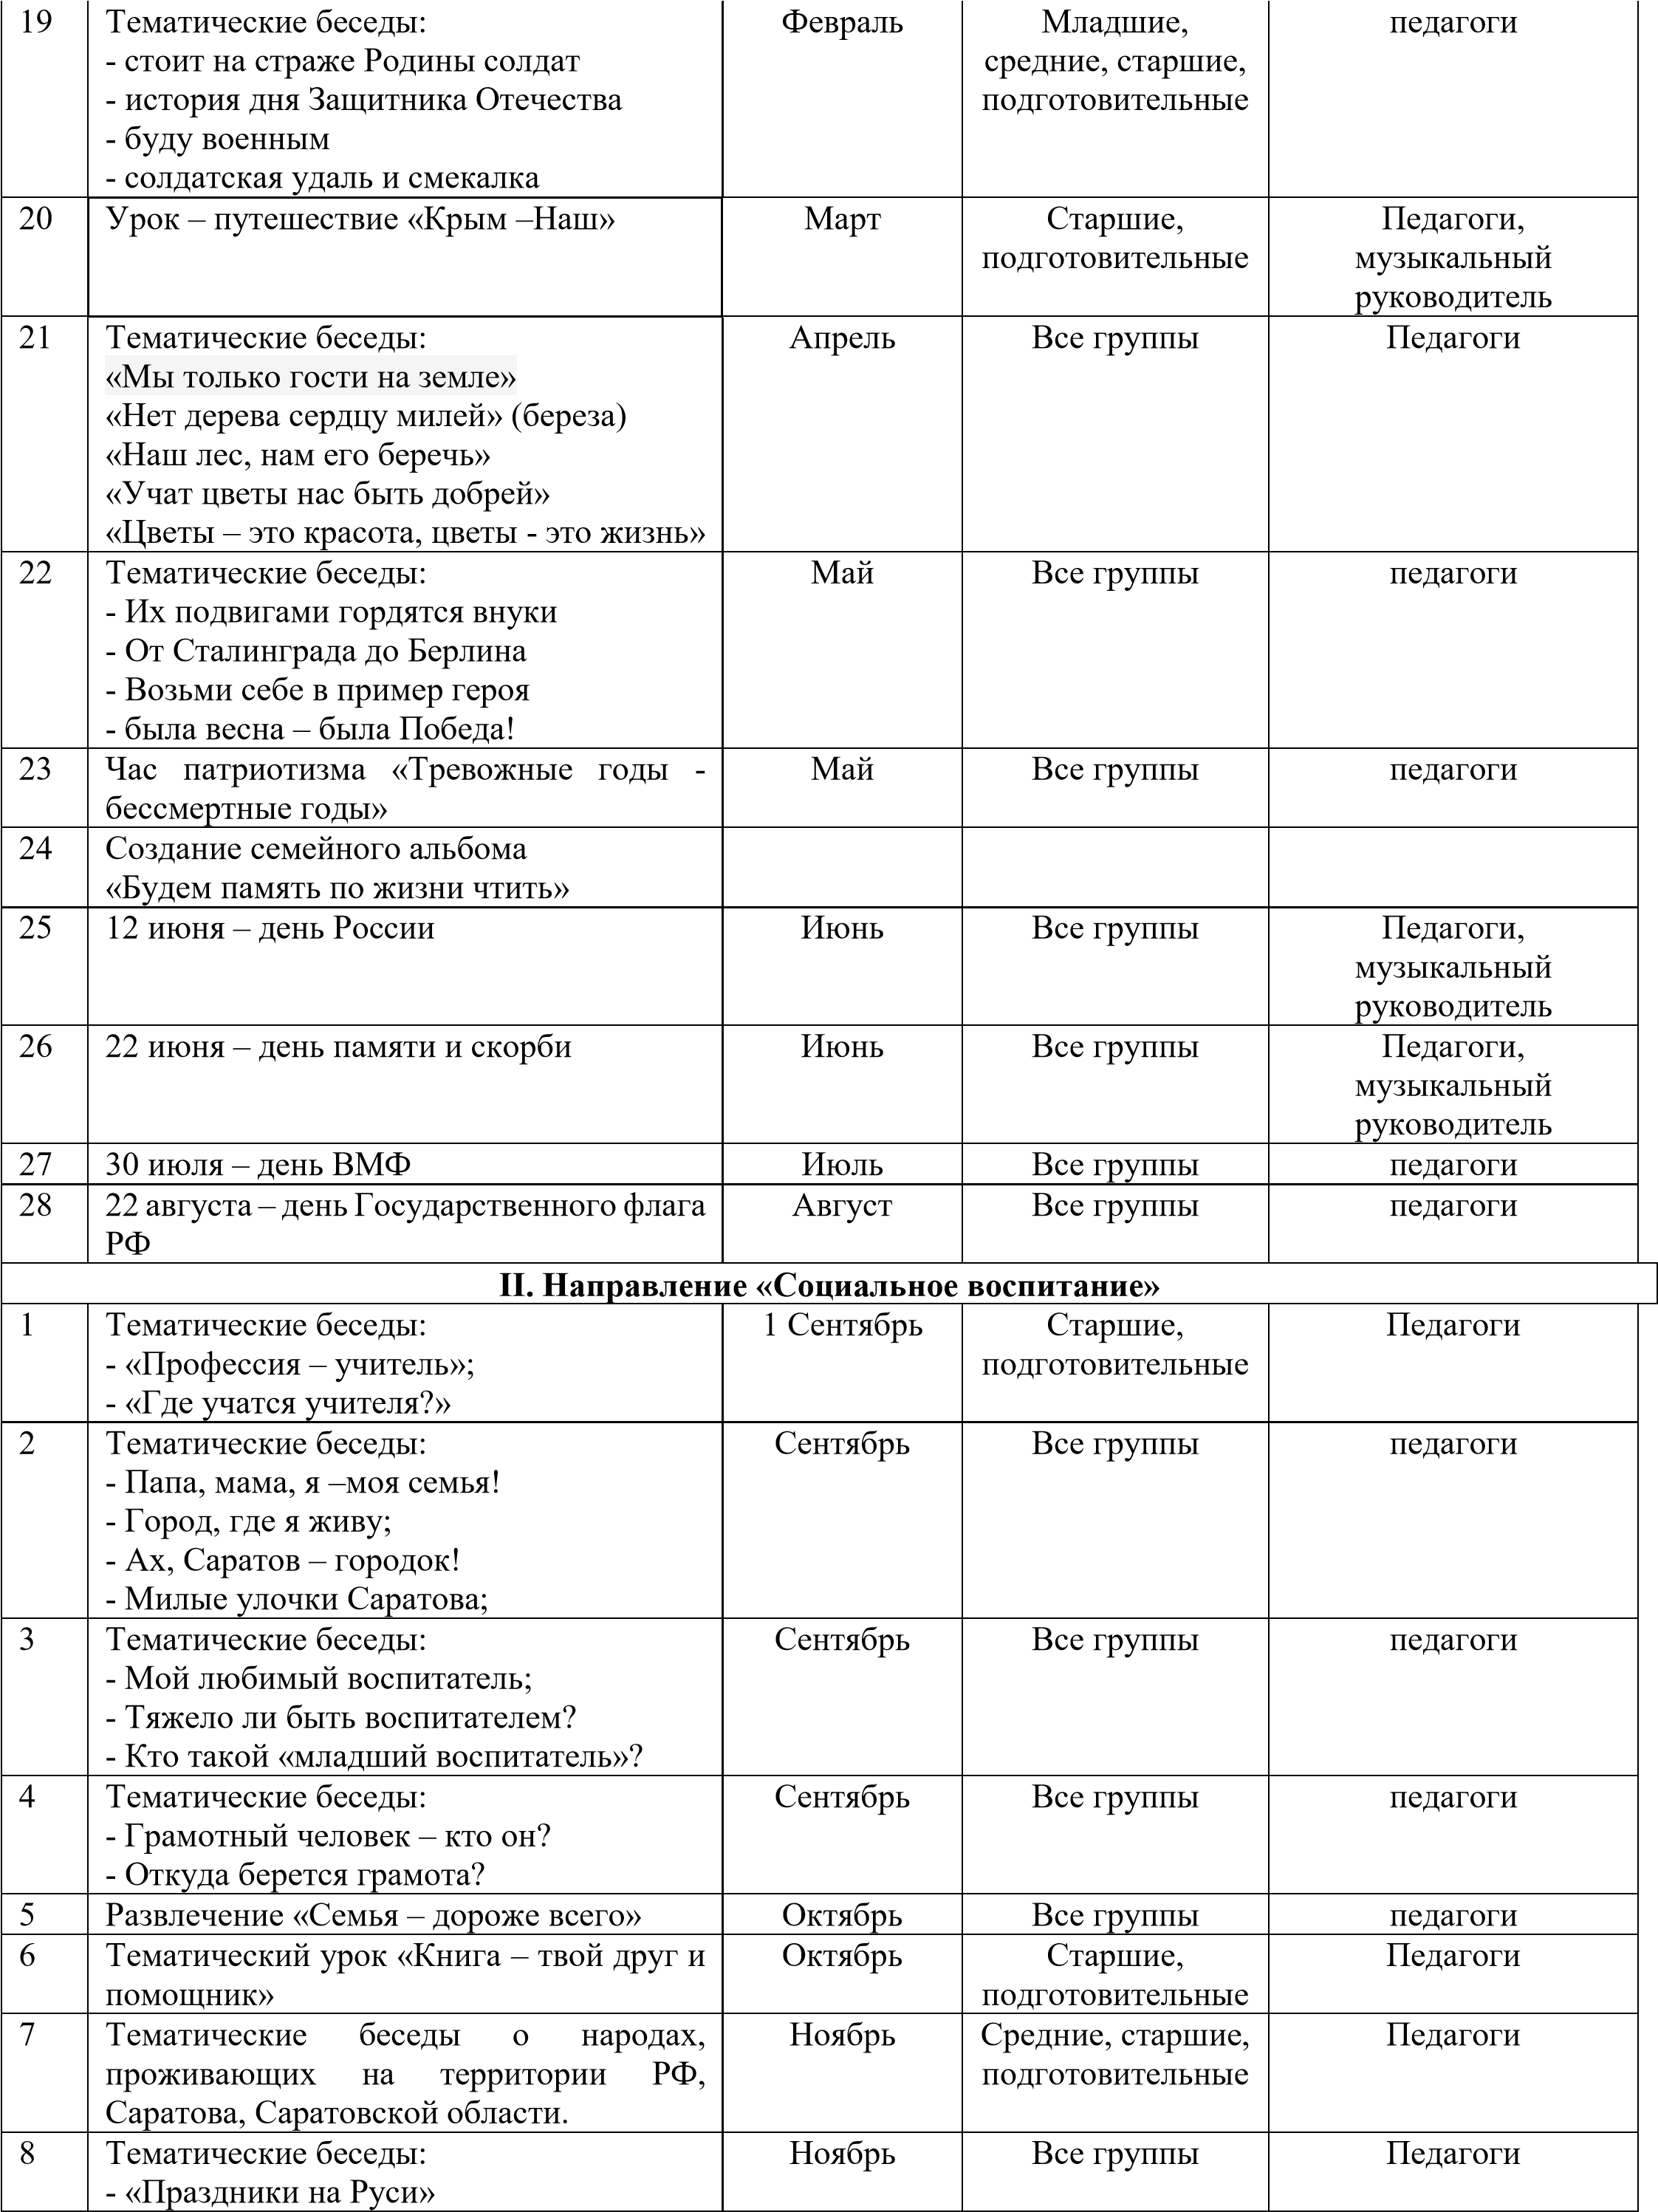 19 Тематические беседы: Февраль Младшие, педагоги
- стоит на страже Родины солдат средние, старшие,
- история дня Защитника Отечества подготовительные
- буду военным
- солдатская удаль и смекалка
20 Урок – путешествие «Крым –Наш» Март Старшие, Педагоги,
подготовительные музыкальный
руководитель
21 Тематические беседы: Апрель Все группы Педагоги
«Мы только гости на земле»
«Нет дерева сердцу милей» (береза)
«Наш лес, нам его беречь»
«Учат цветы нас быть добрей»
«Цветы – это красота, цветы - это жизнь»
22 Тематические беседы: Май Все группы педагоги
- Их подвигами гордятся внуки
- От Сталинграда до Берлина
- Возьми себе в пример героя
- была весна – была Победа!
23 Час патриотизма «Тревожные годы - Май Все группы педагоги
бессмертные годы»
24 Создание семейного альбома
«Будем память по жизни чтить»
25 12 июня – день России Июнь Все группы Педагоги,
музыкальный
руководитель
26 22 июня – день памяти и скорби Июнь Все группы Педагоги,
музыкальный
руководитель
27 30 июля – день ВМФ Июль Все группы педагоги
28 22 августа – день Государственного флага Август Все группы педагоги
РФ
II. Направление «Социальное воспитание»
1 Тематические беседы: 1 Сентябрь Старшие, Педагоги
- «Профессия – учитель»; подготовительные
- «Где учатся учителя?»
2 Тематические беседы: Сентябрь Все группы педагоги
- Папа, мама, я –моя семья!
- Город, где я живу;
- Ах, Саратов – городок!
- Милые улочки Саратова;
3 Тематические беседы: Сентябрь Все группы педагоги
- Мой любимый воспитатель;
- Тяжело ли быть воспитателем?
- Кто такой «младший воспитатель»?
4 Тематические беседы: Сентябрь Все группы педагоги
- Грамотный человек – кто он?
- Откуда берется грамота?
5 Развлечение «Семья – дороже всего» Октябрь Все группы педагоги
6 Тематический урок «Книга – твой друг и Октябрь Старшие, Педагоги
помощник» подготовительные
7 Тематические беседы о народах, Ноябрь Средние, старшие, Педагоги
проживающих на территории РФ, подготовительные
Саратова, Саратовской области.
8 Тематические беседы: Ноябрь Все группы Педагоги
- «Праздники на Руси»